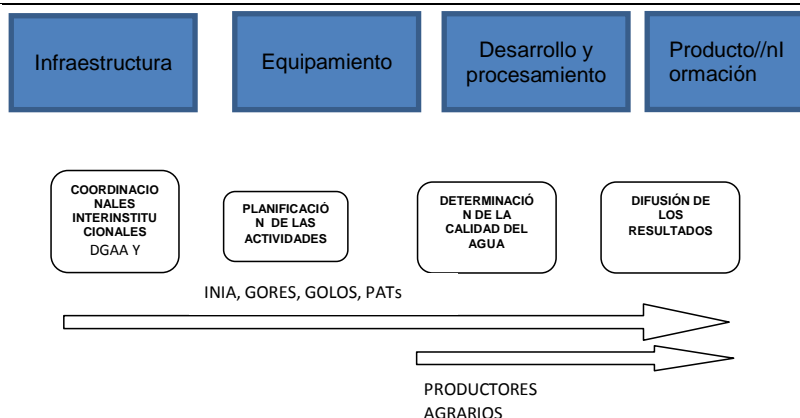 Infraestructura
Equipamiento
Desarrollo y
procesamiento
Producto//nI
ormación
COORDINACIO
NALES
INTERINSTITU
CIONALES
DGAA Y
PLANIFICACIÓ
N DE LAS
ACTIVIDADES
DETERMINACIÓ
N DE LA
CALIDAD DEL
AGUA
DIFUSIÓN DE
LOS
RESULTADOS
INIA, GORES, GOLOS, PATs
PRODUCTORES
AGRARIOS